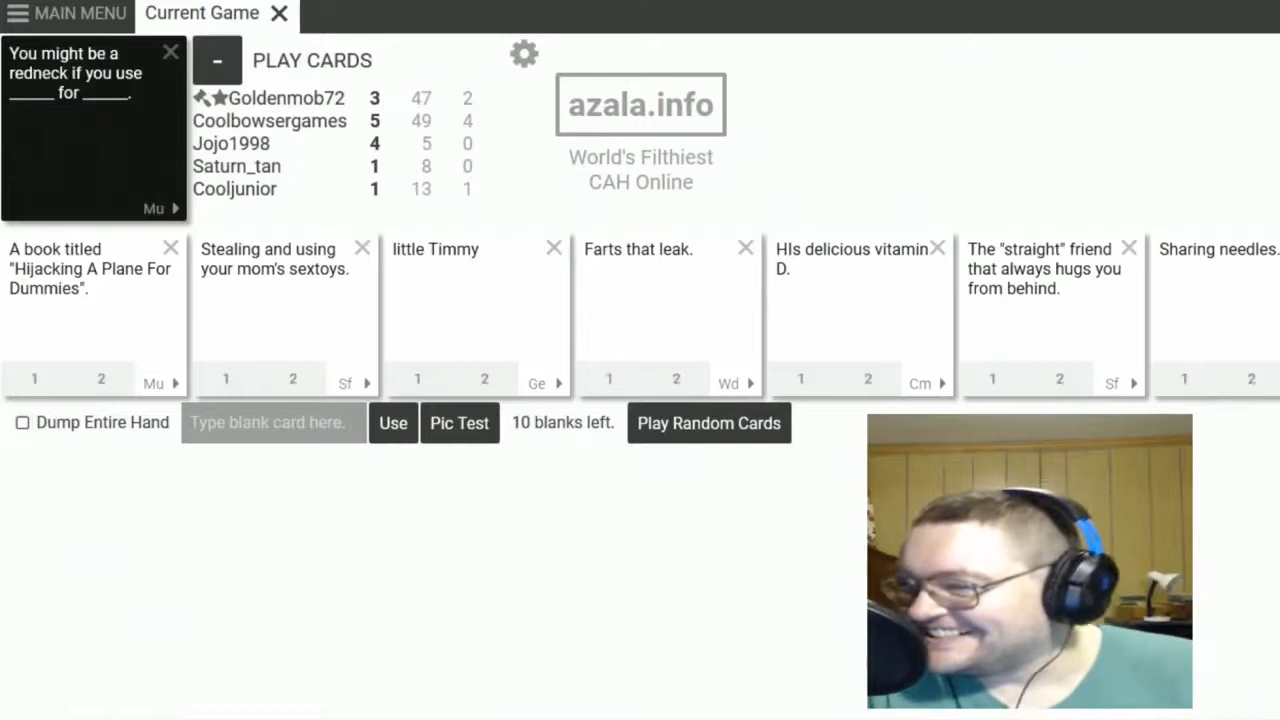 MAIN MENU
Current Game
You might be a
redneck if you use
_____ for _____.
Mu
-
PLAY CARDS
Goldenmob72 3 47 2
Coolbowsergames 5 49 4
Jojo1998 4 5 0
Saturn_tan 1 8 0
Cooljunior 1 13 1
azala.info
World's Filthiest
CAH Online
A book titled
"Hijacking A Plane For
Dummies".
1 2 Mu
Stealing and using
your mom's sextoys.
1 2 Sf
little Timmy
1 2 Ge
Farts that leak.
1 2 Wd
HIs delicious vitamin
D.
1 2 Cm
The "straight" friend
that always hugs you
from behind.
1 2 Sf
Sharing needles.
1 2
Dump Entire Hand Type blank card here. Use Pic Test 10 blanks left. Play Random Cards